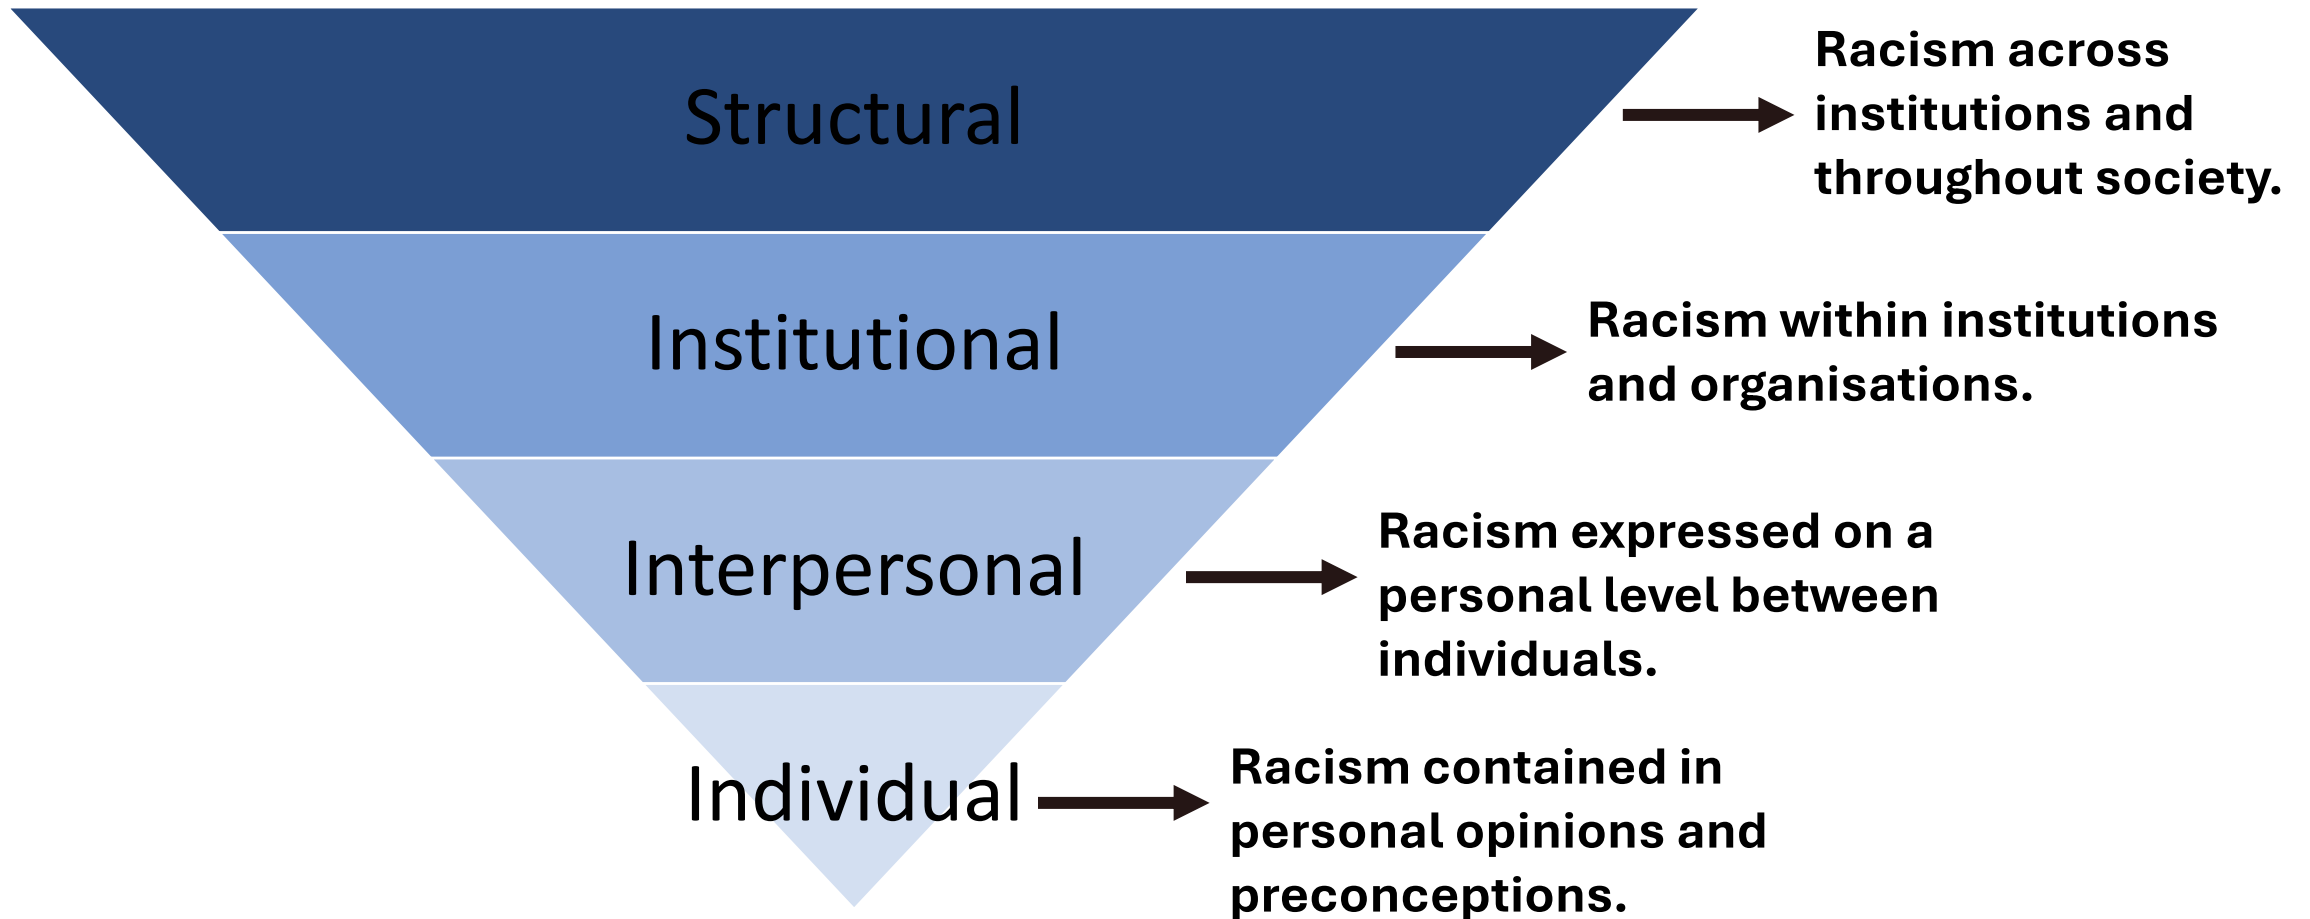 Structural
Racism across
institutions and
throughout society.
Institutional
Racism within institutions
and organisations.
Interpersonal
Racism expressed on a
personal level between
individuals.
Individual
Racism contained in
personal opinions and
preconceptions.